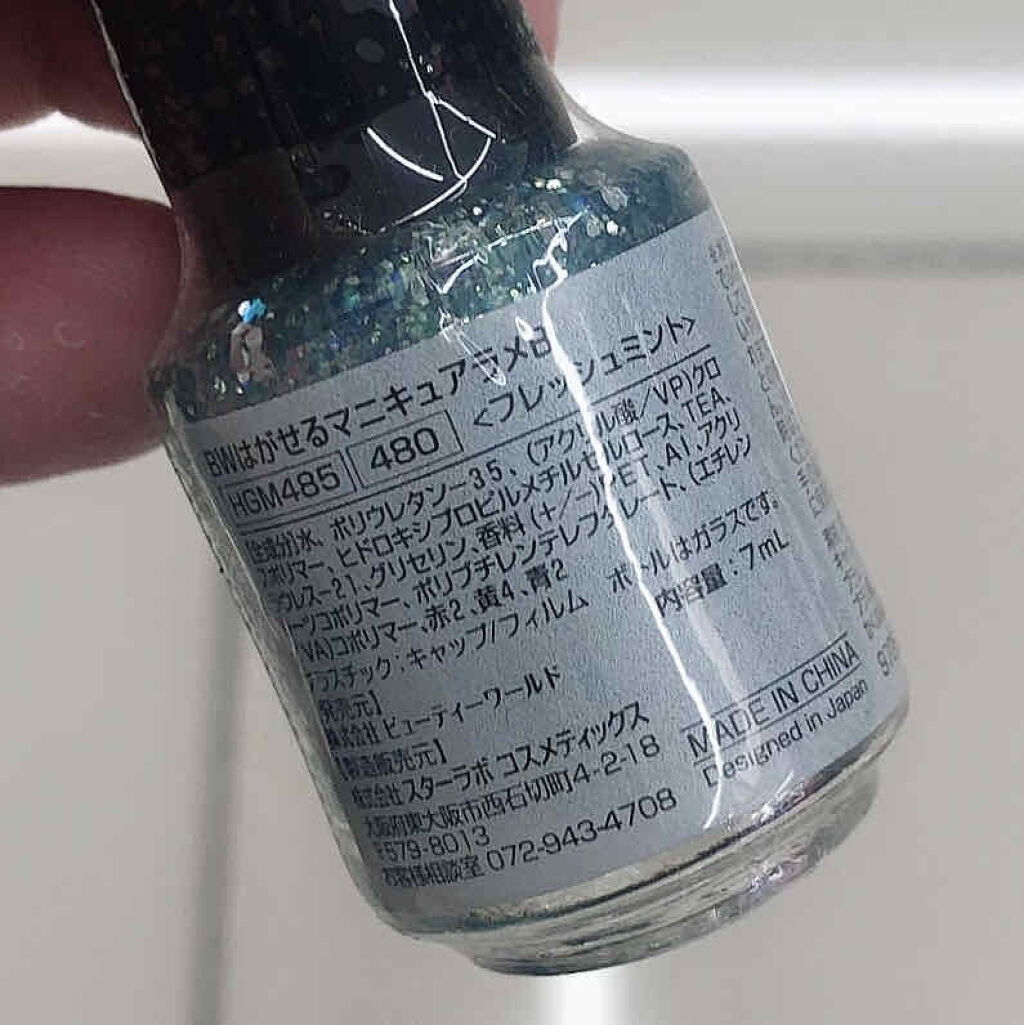 BWはがせるマニキュアラメB
HGM485 480 <フレッシュミント>
【全成分】水、ポリウレタン-35、(アクリル酸/VP)クロ
スポリマー、ヒドロキシプロピルメチルセルロース、TEA、
ラウレス-21、グリセリン、香料(+/-)PET、Al、アクリ
レーツコポリマー、ポリブチレンテレフタレート、(エチレン
/VA)コポリマー、赤2、黄4、青2
プラスチック:キャップ/フィルム ボトルはガラスです。
内容量:7mL
【発売元】
株式会社 ビューティーワールド
【製造販売元】
株式会社 スターラボ コスメティックス
大阪府東大阪市西石切町4-2-18
〒579-8013
お客様相談室 072-943-4708
MADE IN CHINA
Designed in Japan